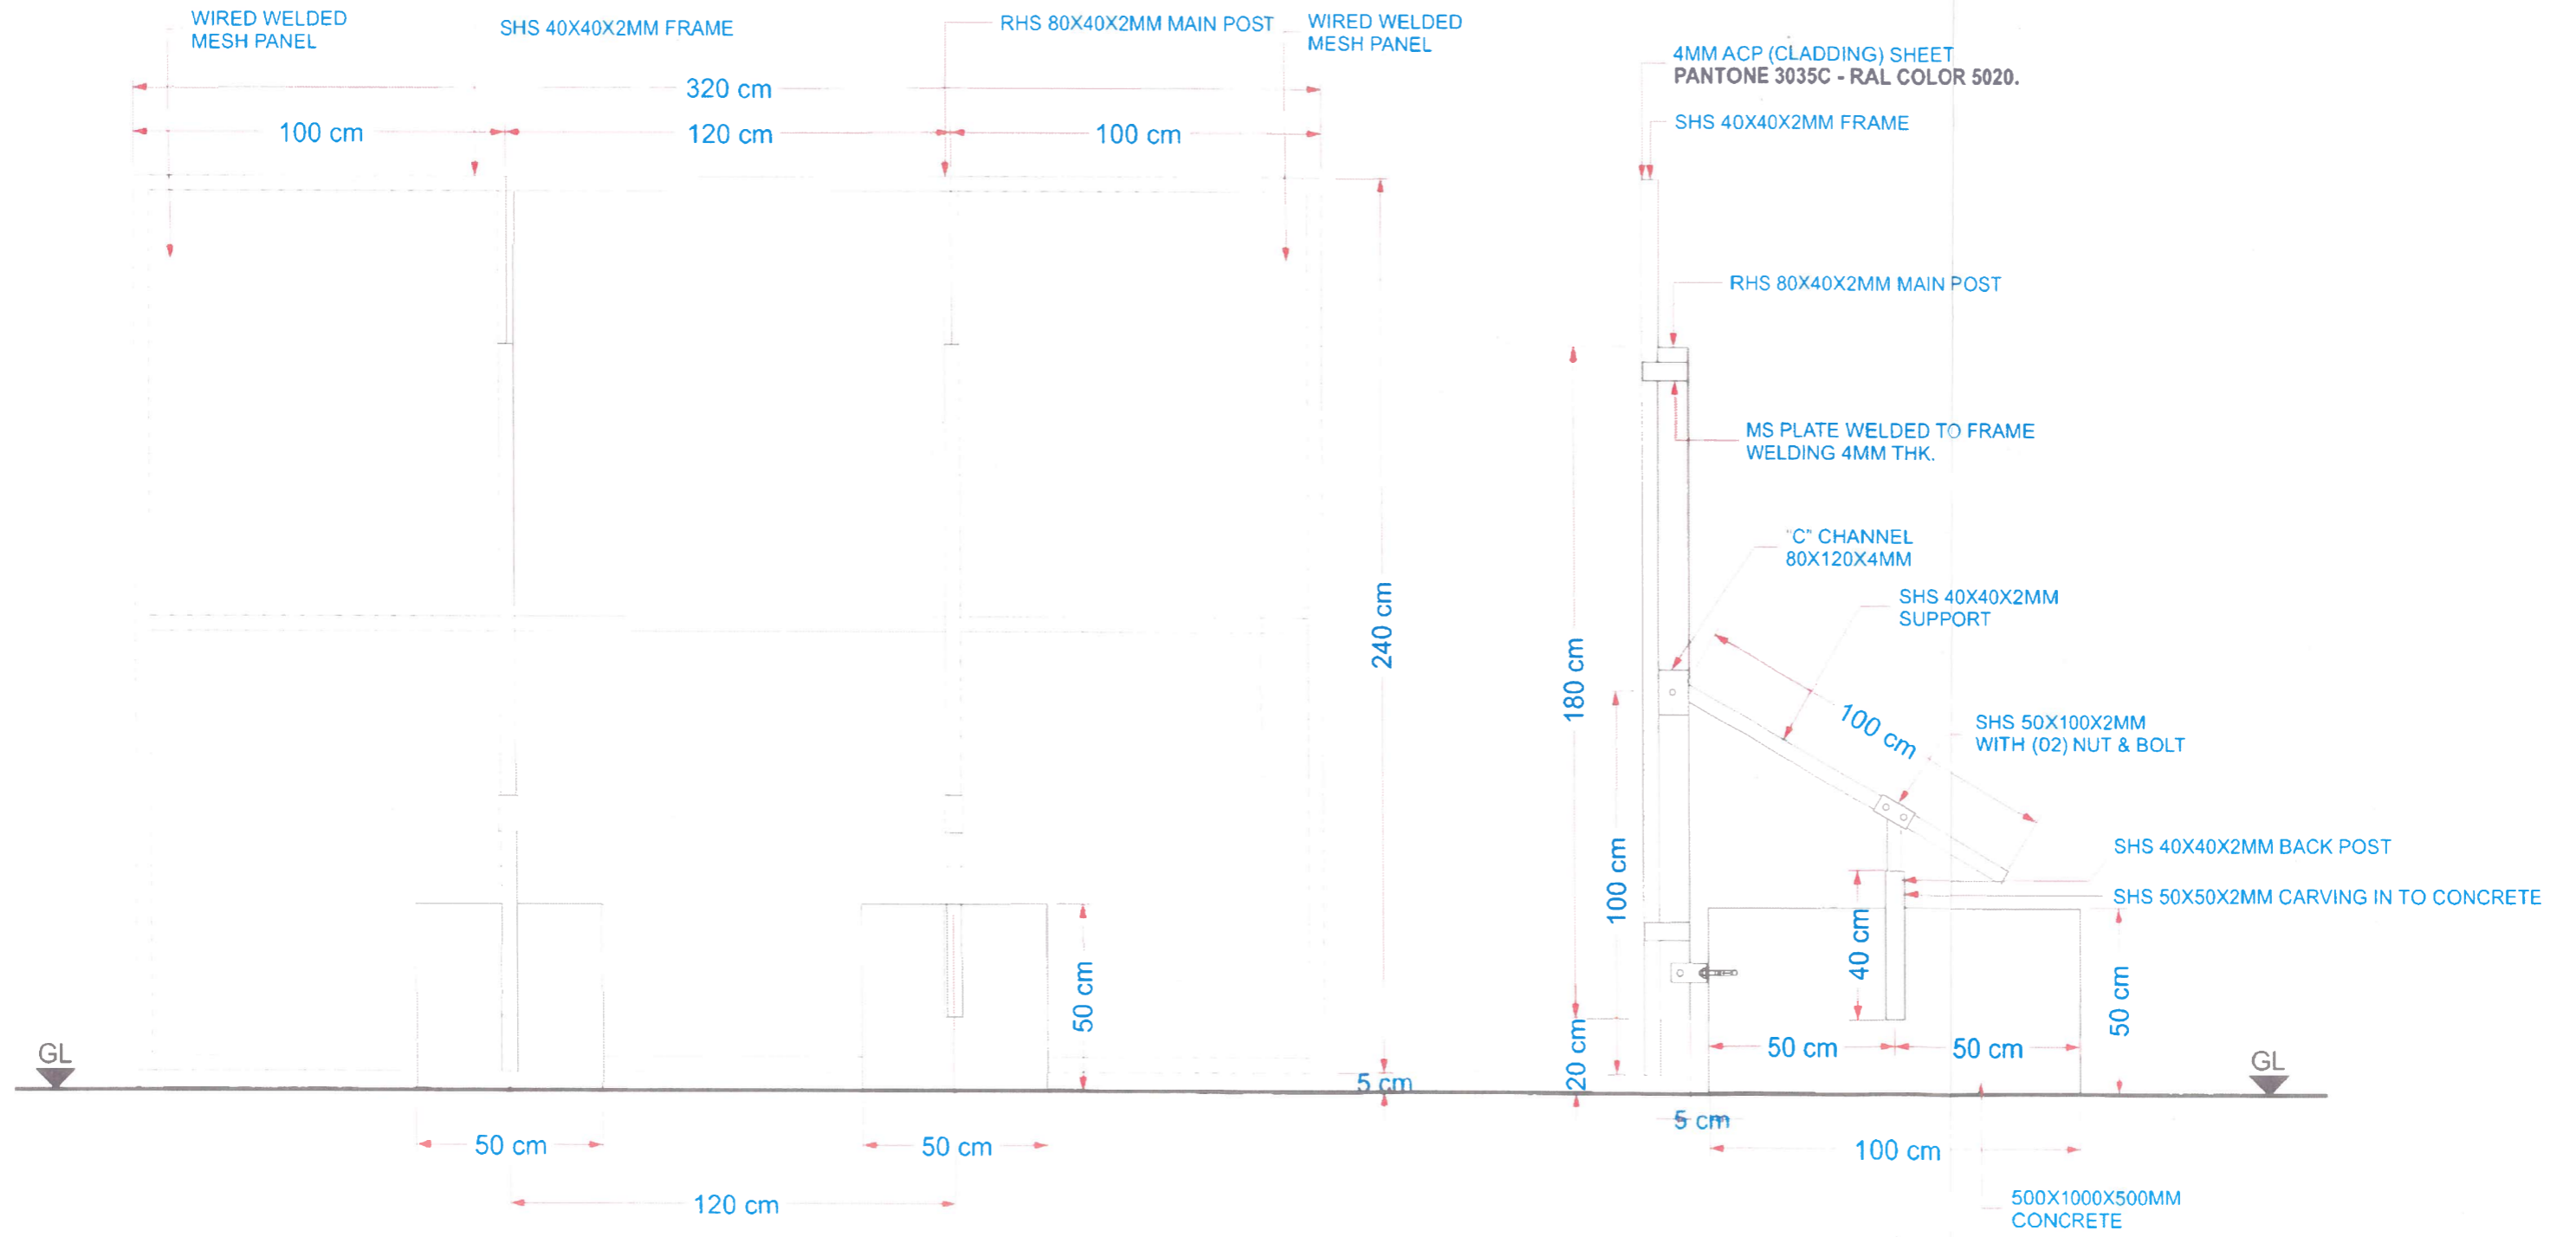 WIRED WELDED
MESH PANEL
SHS 40X40X2MM FRAME
RHS 80X40X2MM MAIN POST
WIRED WELDED
MESH PANEL
320 cm
100 cm
120 cm
100 cm
240 cm
50 cm
5 cm
GL
50 cm
50 cm
120 cm
4MM ACP (CLADDING) SHEET
PANTONE 3035C - RAL COLOR 5020.
SHS 40X40X2MM FRAME
RHS 80X40X2MM MAIN POST
MS PLATE WELDED TO FRAME
WELDING 4MM THK.
"C" CHANNEL
80X120X4MM
SHS 40X40X2MM
SUPPORT
180 cm
100 cm
SHS 50X100X2MM
WITH (02) NUT & BOLT
SHS 40X40X2MM BACK POST
SHS 50X50X2MM CARVING IN TO CONCRETE
100 cm
40 cm
50 cm
20 cm
50 cm
50 cm
GL
5 cm
100 cm
500X1000X500MM
CONCRETE